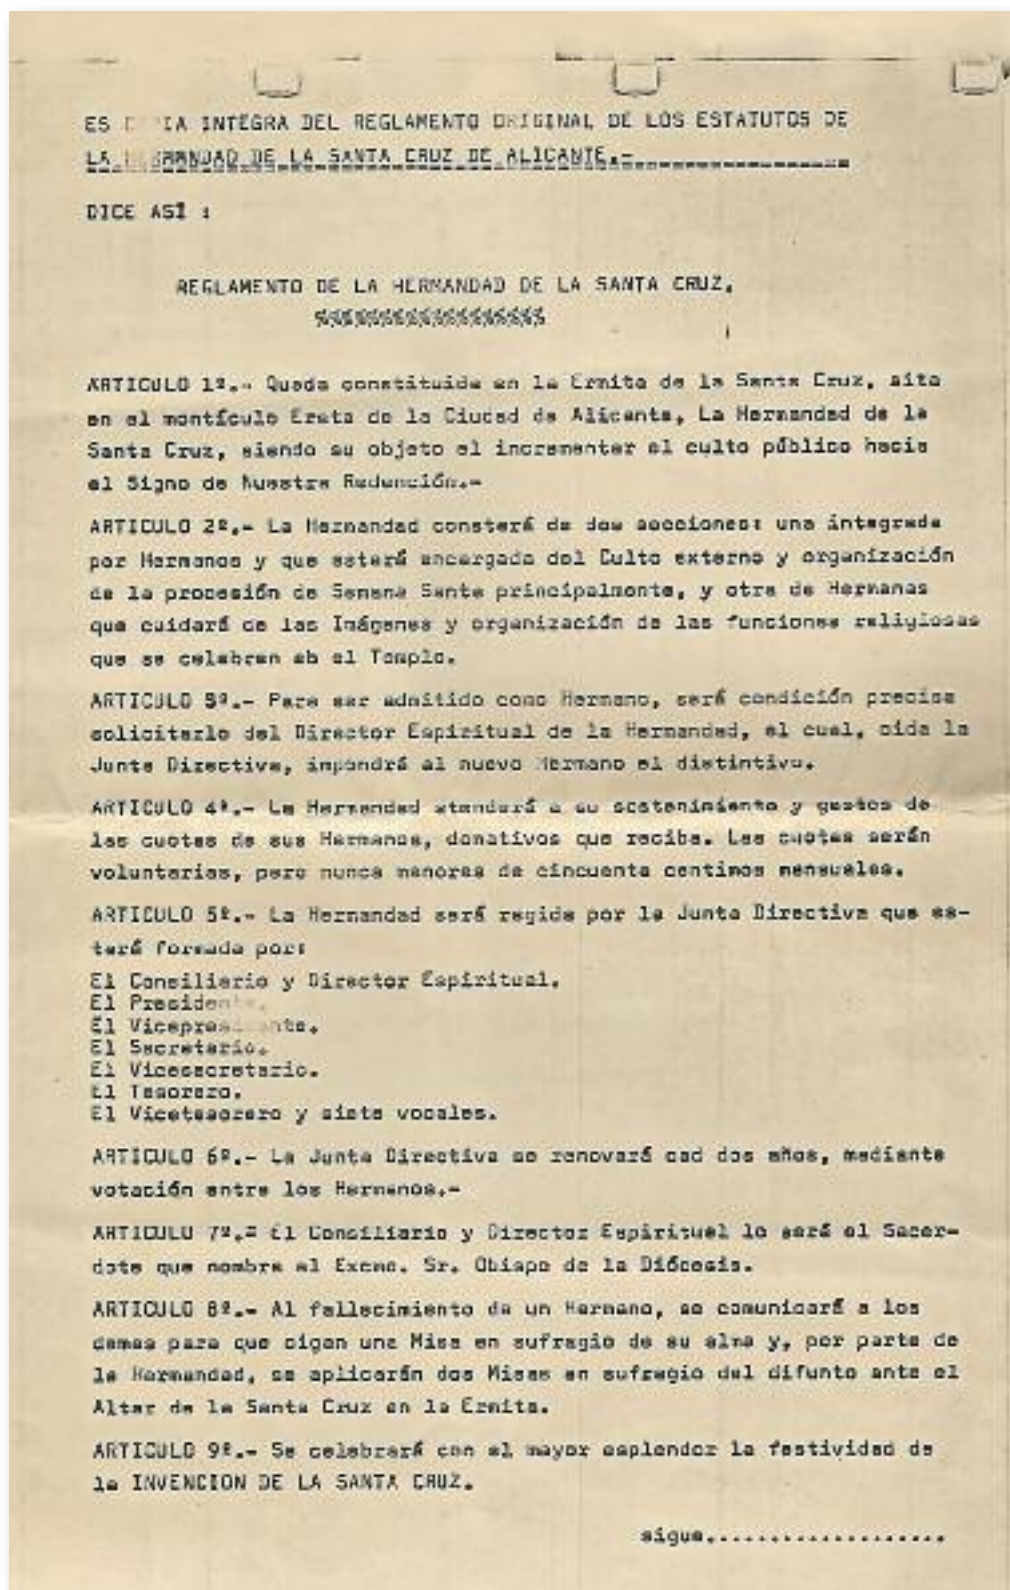 ES COPIA INTEGRA DEL REGLAMENTO ORIGINAL DE LOS ESTATUTOS DE
LA HERMANDAD DE LA SANTA CRUZ DE ALICANTE.-
DICE ASI :
REGLAMENTO DE LA HERMANDAD DE LA SANTA CRUZ.
%%%%%%%%%%%%%%%%%%
ARTICULO 1º.- Queda constituida en la Ermita de la Santa Cruz, sita
en el montículo Ereta de la Ciudad de Alicante, La Hermandad de la
Santa Cruz, siendo su objeto el incrementar el culto público hacia
el Signo de Nuestra Redención.-
ARTICULO 2º.- La Hermandad constará de dos secciones: una integrada
por Hermanos y que estará encargada del Culto externo y organización
de la procesión de Semana Santa principalmente, y otra de Hermanas
que cuidará de las Imágenes y organización de las funciones religiosas
que se celebren eb el Templo.
ARTICULO 3º.- Para ser admitido como Hermano, será condición precisa
solicitarlo del Director Espiritual de la Hermandad, el cual, oida la
Junta Directiva, impondrá al nuevo Hermano el distintivo.
ARTICULO 4º.- La Hermandad atenderá a su sostenimiento y gastos de
las cuotas de sus Hermanos, donativos que reciba. Las cuotas serán
voluntarias, pero nunca menores de cincuenta centimos mensuales.
ARTICULO 5º.- La Hermandad será regida por la Junta Directiva que es-
tará formada por:
El Consiliario y Director Espiritual.
El Presidente.
El Vicepresidente.
El Secretario.
El Vicesecretario.
El Tesorero.
El Vicetesorero y siete vocales.
ARTICULO 6º.- La Junta Directiva se renovará cad dos años, mediante
votación entre los Hermanos.-
ARTICULO 7º.= El Consiliario y Director Espiritual lo será el Sacer-
dote que nombre el Excmo. Sr. Obispo de la Diócesis.
ARTICULO 8º.- Al fallecimiento de un Hermano, se comunicará a los
demas para que oigan una Misa en sufragio de su alma y, por parte de
la Hermandad, se aplicarán dos Misas en sufragio del difunto ante el
Altar de la Santa Cruz en la Ermita.
ARTICULO 9º.- Se celebrará con el mayor esplendor la festividad de
la INVENCION DE LA SANTA CRUZ.
sigue...................